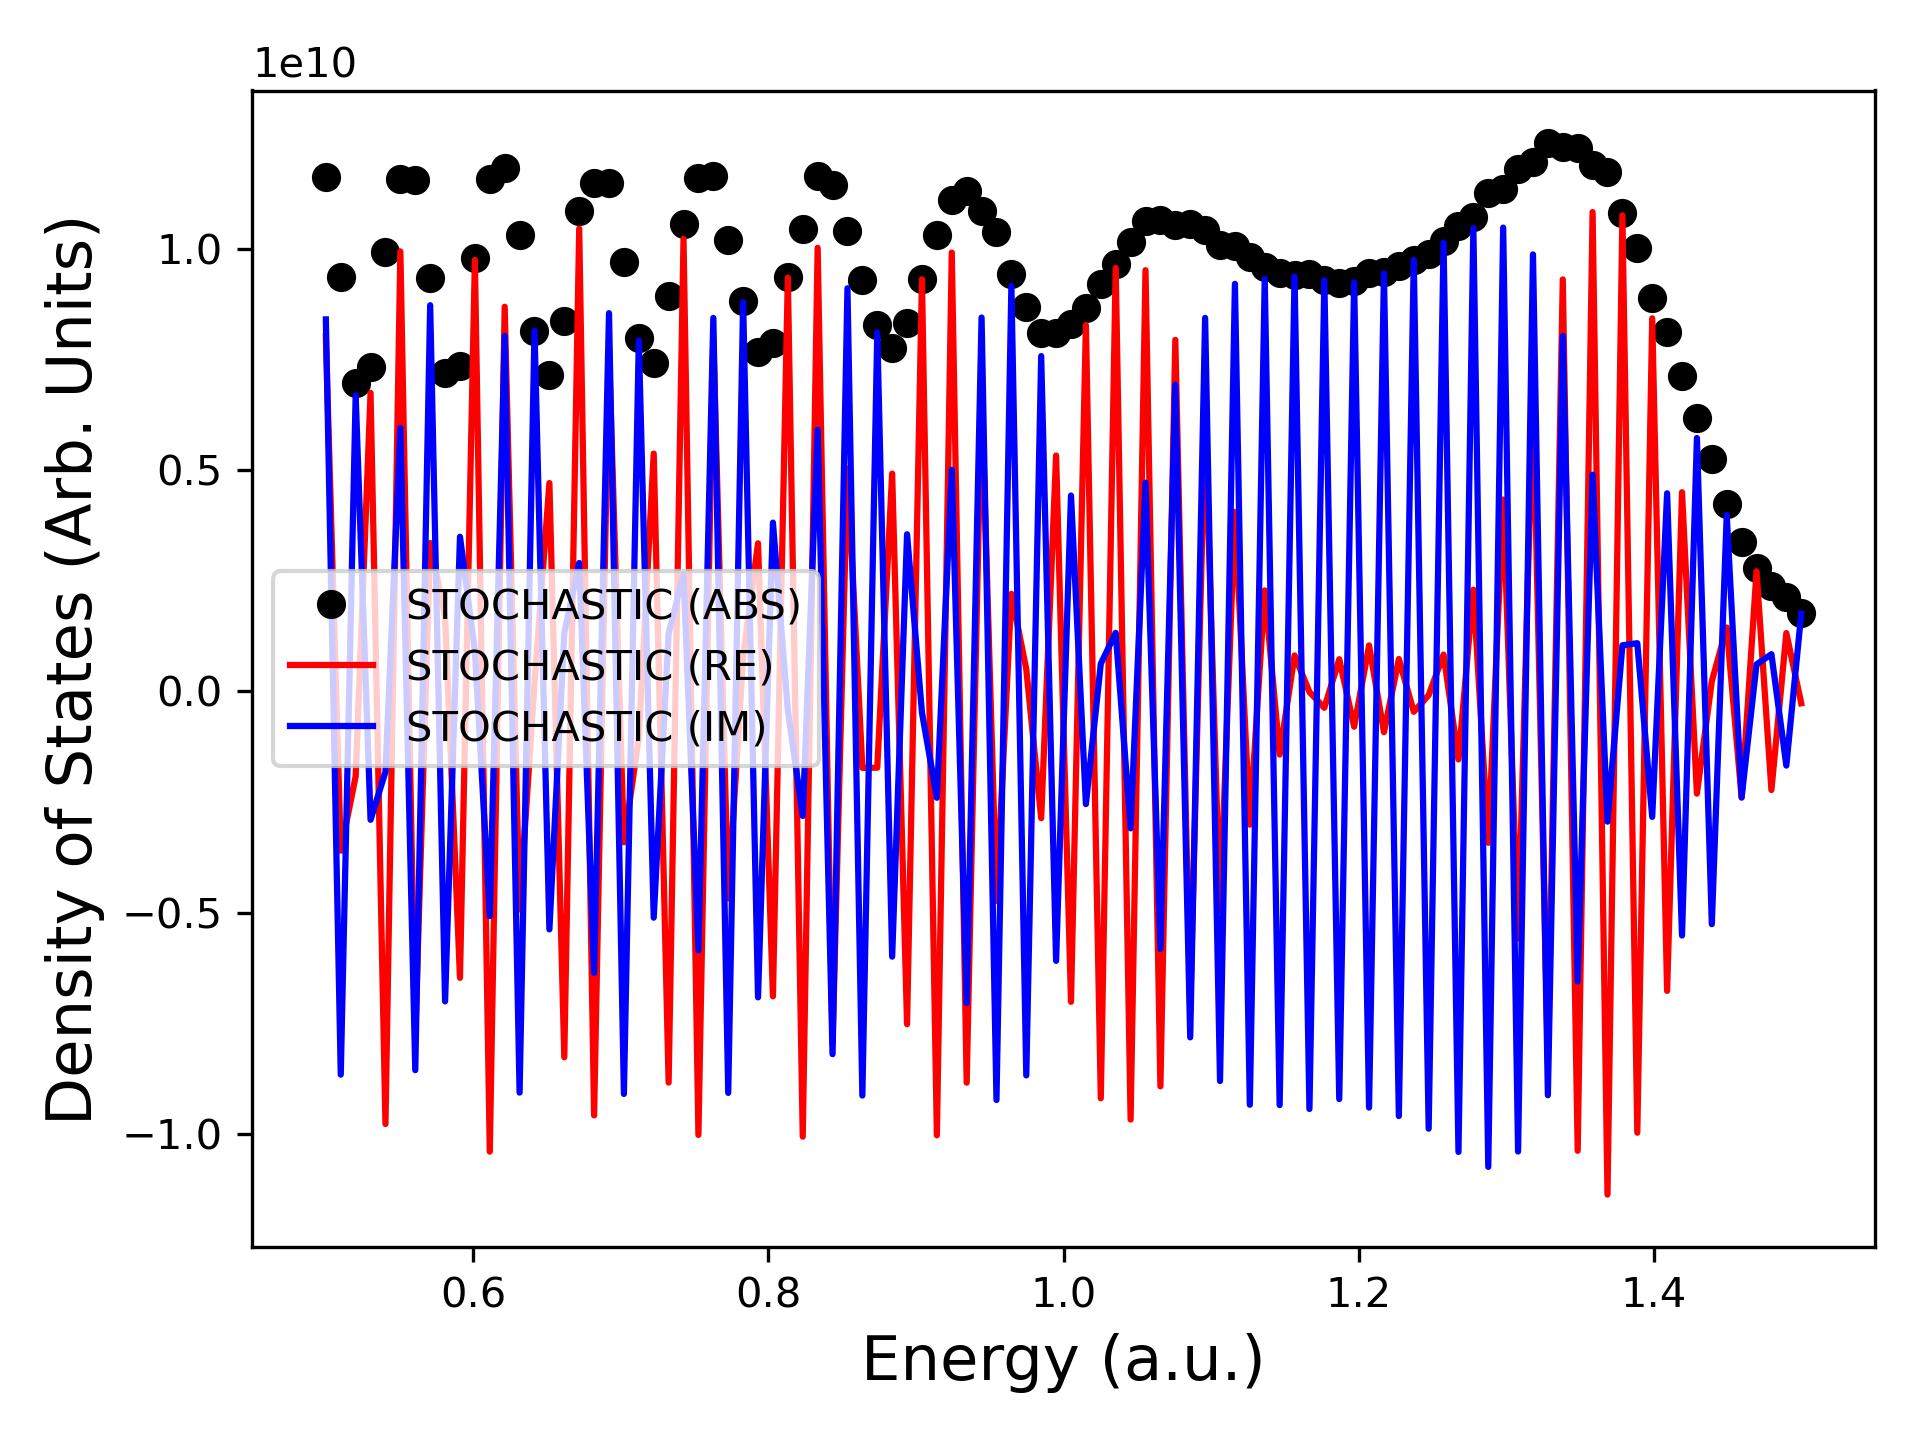 1e10
Density of States (Arb. Units)
1.0
0.5
0.0
−0.5
−1.0
STOCHASTIC (ABS)
STOCHASTIC (RE)
STOCHASTIC (IM)
0.6 0.8 1.0 1.2 1.4
Energy (a.u.)